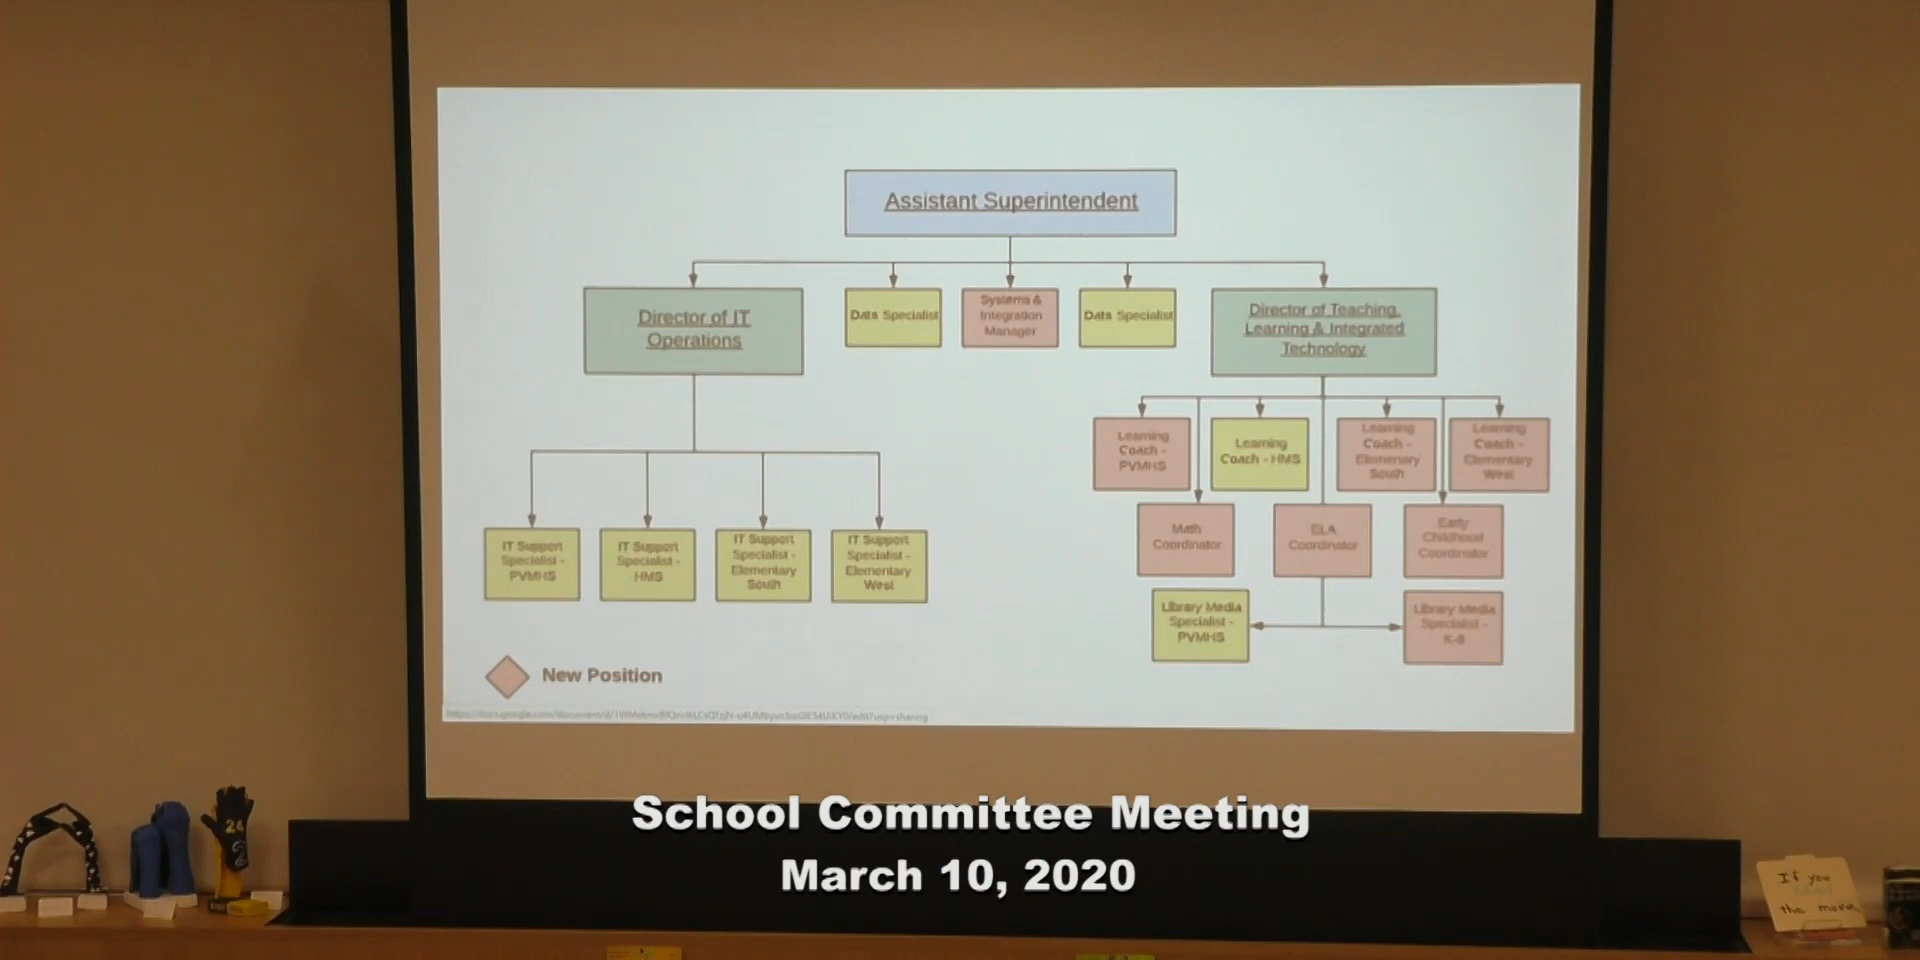 Assistant Superintendent
Director of IT
Operations
Data Specialist
Systems &
Integration
Manager
Data Specialist
Director of Teaching,
Learning & Integrated
Technology
Learning
Coach -
PVMHS
Learning
Coach - HMS
Learning
Coach -
Elemenary
South
Learning
Coach -
Elementary
West
Math
Coordinator
ELA
Coordinator
Early
Childhood
Coordinator
IT Support
Specialist -
PVMHS
IT Support
Specialist -
HMS
IT Support
Specialist -
Elementary
South
IT Support
Specialist -
Elementary
West
Library Media
Specialist -
PVMHS
Library Media
Specialist -
K-8
New Position
School Committee Meeting
March 10, 2020
24
2
If you
the movie